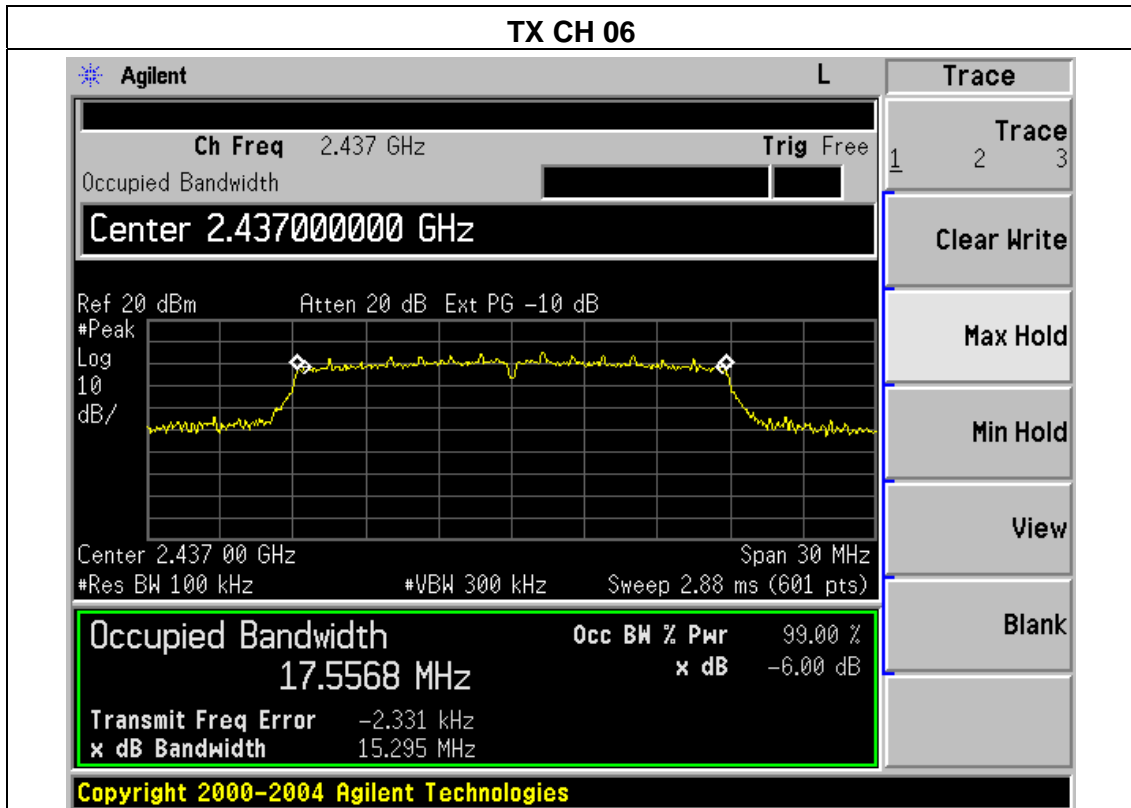 TX CH 06
Agilent L Trace
Ch Freq 2.437 GHz Trig Free
Occupied Bandwidth
Center 2.437000000 GHz
Ref 20 dBm Atten 20 dB Ext PG -10 dB
#Peak
Log
10
dB/
Center 2.437 00 GHz Span 30 MHz
#Res BW 100 kHz #VBW 300 kHz Sweep 2.88 ms (601 pts)
Occupied Bandwidth Occ BW % Pwr 99.00 %
17.5568 MHz x dB -6.00 dB
Transmit Freq Error -2.331 kHz
x dB Bandwidth 15.295 MHz
Copyright 2000-2004 Agilent Technologies
Trace
1 2 3
Clear Write
Max Hold
Min Hold
View
Blank